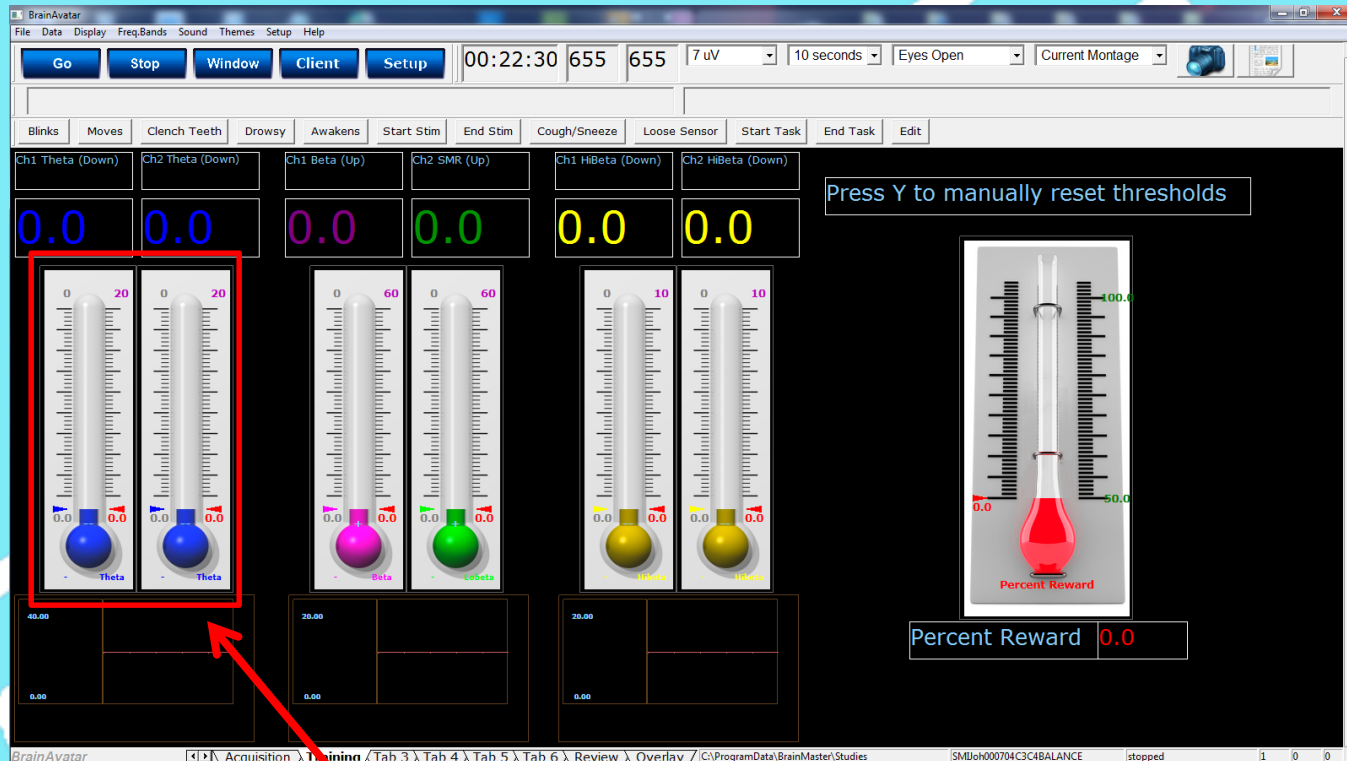 BrainAvatar
File Data Display Freq.Bands Sound Themes Setup Help
Go Stop Window Client Setup 00:22:30 655 655 7 uV 10 seconds Eyes Open Current Montage
Blinks Moves Clench Teeth Drowsy Awakens Start Stim End Stim Cough/Sneeze Loose Sensor Start Task End Task Edit
Ch1 Theta (Down) Ch2 Theta (Down) Ch1 Beta (Up) Ch2 SMR (Up) Ch1 HiBeta (Down) Ch2 HiBeta (Down)
Press Y to manually reset thresholds
0.0 0.0 0.0 0.0 0.0 0.0
0 20 0 20 0 60 0 60 0 10 0 10
100.0
50.0
0.0
0.0 0.0 0.0 0.0 0.0 0.0 0.0 0.0 0.0 0.0 0.0 0.0
- Theta - Theta - Beta - Lobeta - Hibeta - Hibeta
Percent Reward
40.00 20.00 20.00
Percent Reward 0.0
0.00 0.00 0.00
BrainAvatar Acquisition Training Tab 3 Tab 4 Tab 5 Tab 6 Review Overlay C:\ProgramData\BrainMaster\Studies stopped 1 0 0